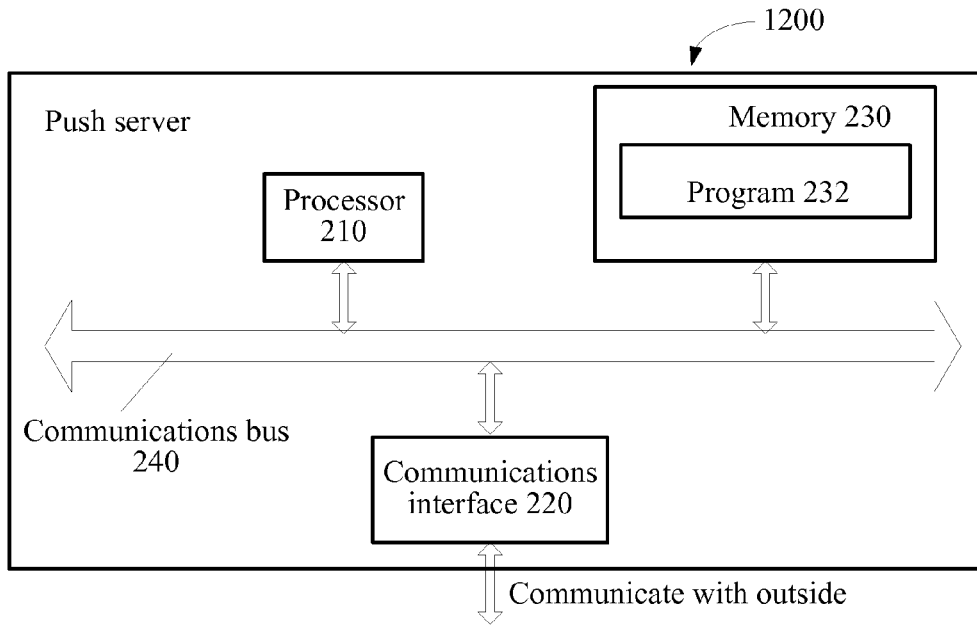 1200
Push server
Memory 230
Program 232
Processor
210
Communications bus
240
Communications
interface 220
Communicate with outside